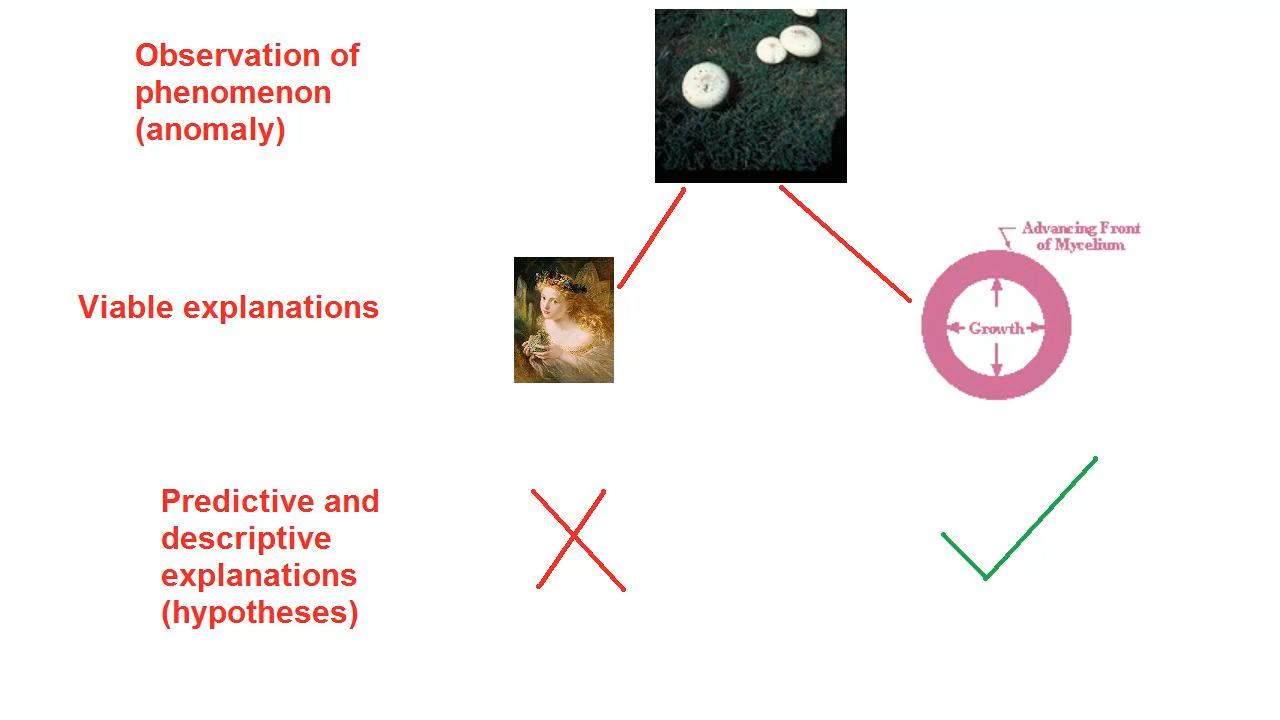 Observation of
phenomenon
(anomaly)
Advancing Front
of Mycelium
Viable explanations
Growth
Predictive and
descriptive
explanations
(hypotheses)